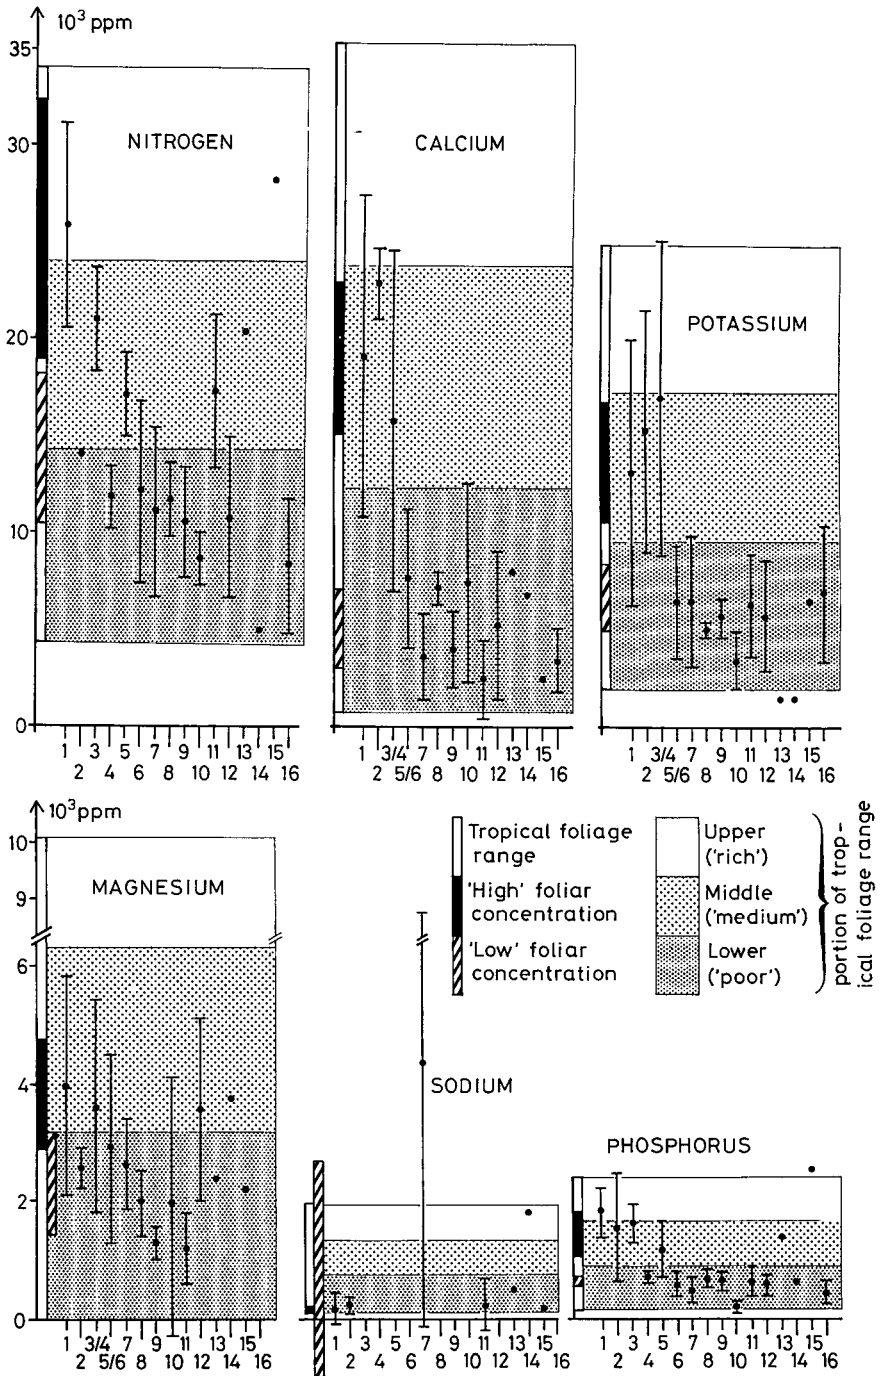 10³ ppm
35
30
20
10
0
NITROGEN
1 3 5 7 9 11 13 15
2 4 6 8 10 12 14 16
CALCIUM
1 3/4 7 9 11 13 15
2 5/6 8 10 12 14 16
POTASSIUM
1 3/4 7 9 11 13 15
2 5/6 8 10 12 14 16
10³ ppm
10
9
6
4
2
0
MAGNESIUM
1 3/4 7 9 11 13 15
2 5/6 8 10 12 14 16
Tropical foliage
range
'High' foliar
concentration
'Low' foliar
concentration
Upper
('rich')
Middle
('medium')
Lower
('poor')
portion of trop-
ical foliage range
SODIUM
1 3 5 7 9 11 13 15
2 4 6 8 10 12 14 16
PHOSPHORUS
1 3 5 7 9 11 13 15
2 4 6 8 10 12 14 16